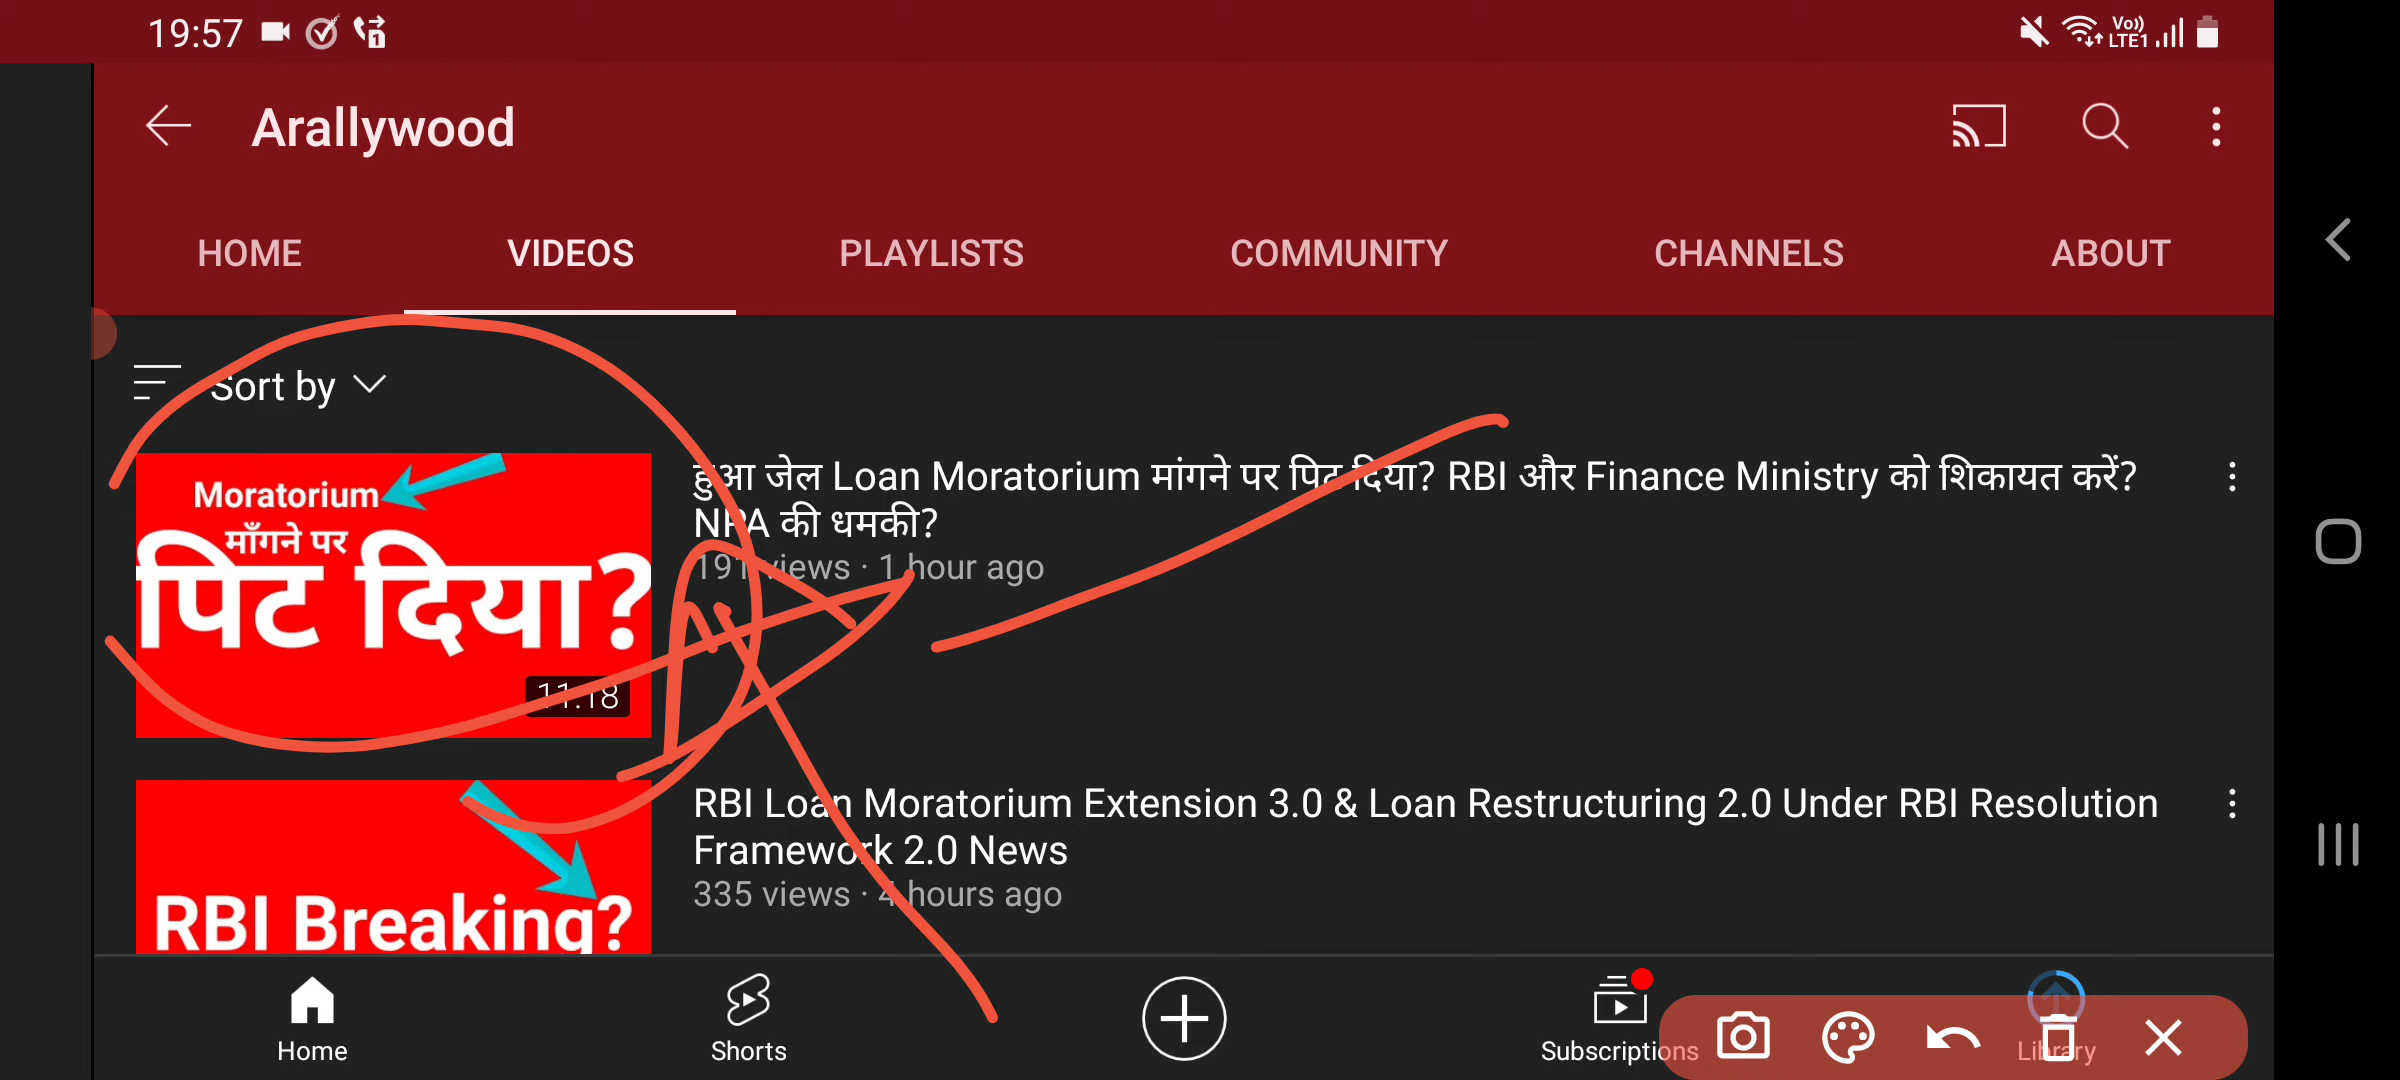 19:57
Vo))
LTE1
Arallywood
HOME VIDEOS PLAYLISTS COMMUNITY CHANNELS ABOUT
Sort by
Moratorium
माँगने पर
पिट दिया?
11:18
हुआ जेल Loan Moratorium मांगने पर पिट दिया? RBI और Finance Ministry को शिकायत करें?
NPA की धमकी?
191 views · 1 hour ago
RBI Breaking?
RBI Loan Moratorium Extension 3.0 & Loan Restructuring 2.0 Under RBI Resolution
Framework 2.0 News
335 views · 4 hours ago
Home Shorts Subscriptions Library